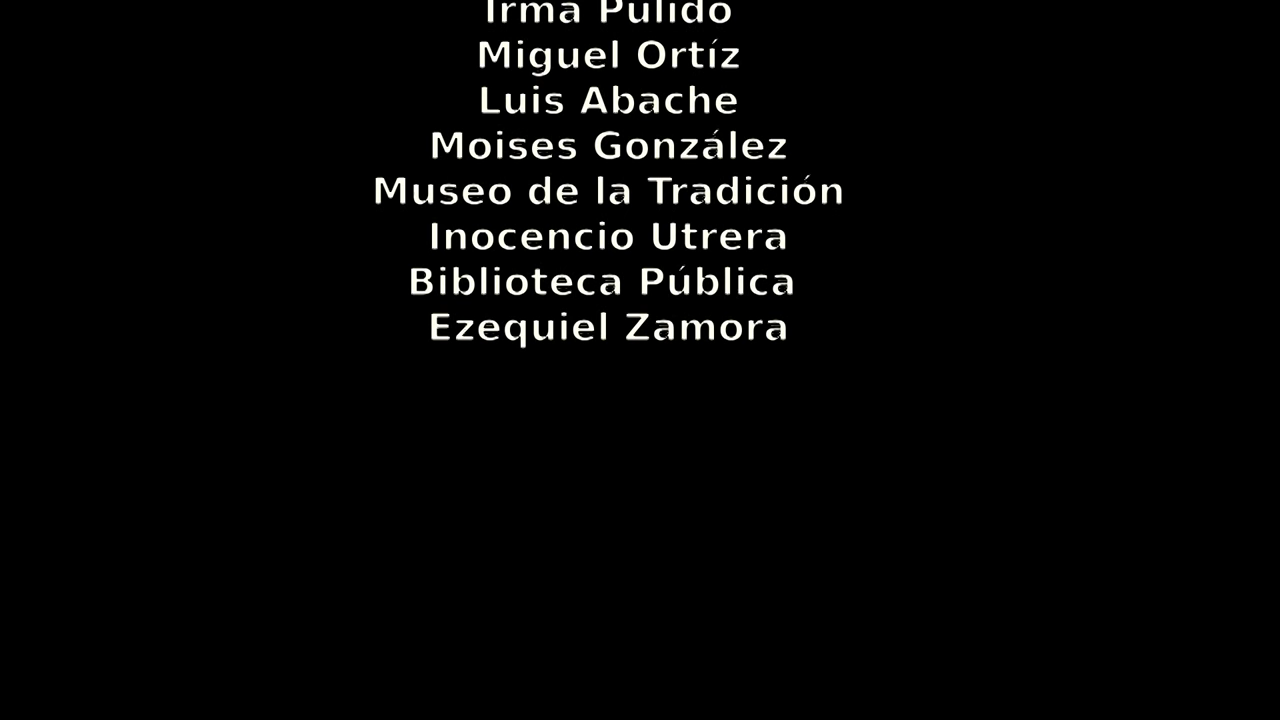 Irma Pulido
Miguel Ortíz
Luis Abache
Moises González
Museo de la Tradición
Inocencio Utrera
Biblioteca Pública
Ezequiel Zamora